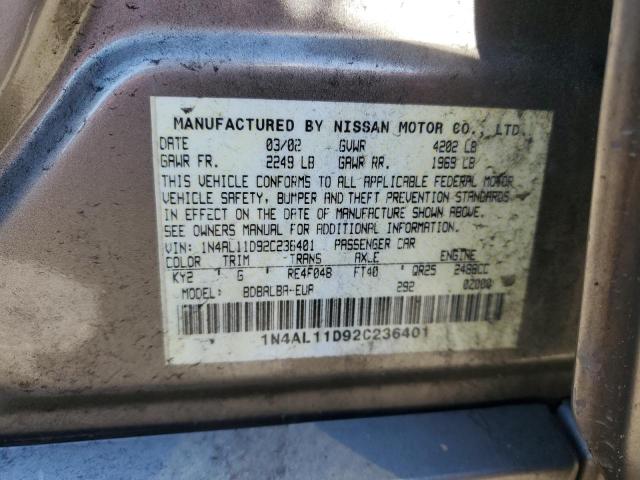 MANUFACTURED BY NISSAN MOTOR CO., LTD.
DATE 03/02 GVWR 4202 LB
GAWR FR. 2249 LB GAWR RR. 1969 LB
THIS VEHICLE CONFORMS TO ALL APPLICABLE FEDERAL MOTOR
VEHICLE SAFETY, BUMPER AND THEFT PREVENTION STANDARDS
IN EFFECT ON THE DATE OF MANUFACTURE SHOWN ABOVE.
SEE OWNERS MANUAL FOR ADDITIONAL INFORMATION.
VIN: 1N4AL11D92C236401 PASSENGER CAR
COLOR TRIM TRANS AXLE ENGINE
KY2 G RE4F04B FT40 QR25 2488CC
MODEL: BDBALBA-EUA 292 0Z000
1N4AL11D92C236401